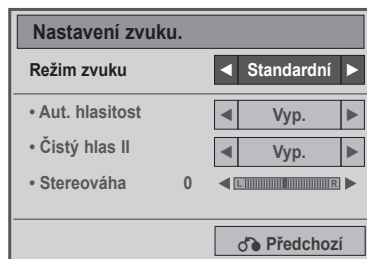 Nastavení zvuku.
Režim zvuku ◄ Standardní ►
• Aut. hlasitost ◄ Vyp. ►
• Čistý hlas II ◄ Vyp. ►
• Stereováha 0 ◄ L R ►
Předchozí